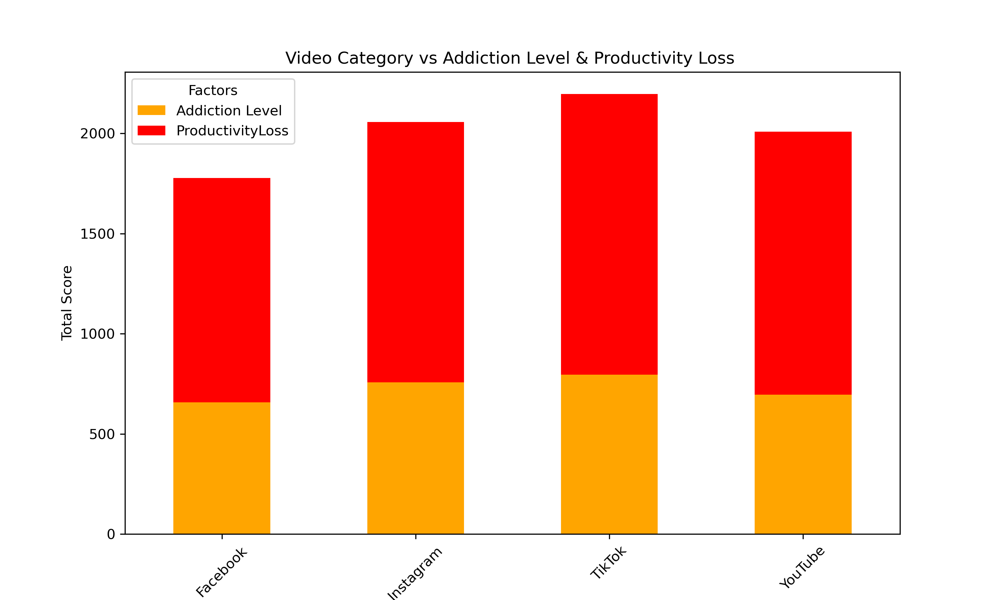 Video Category vs Addiction Level & Productivity Loss
Factors
Addiction Level
ProductivityLoss
2000
1500
1000
500
0
Total Score
Facebook
Instagram
TikTok
YouTube